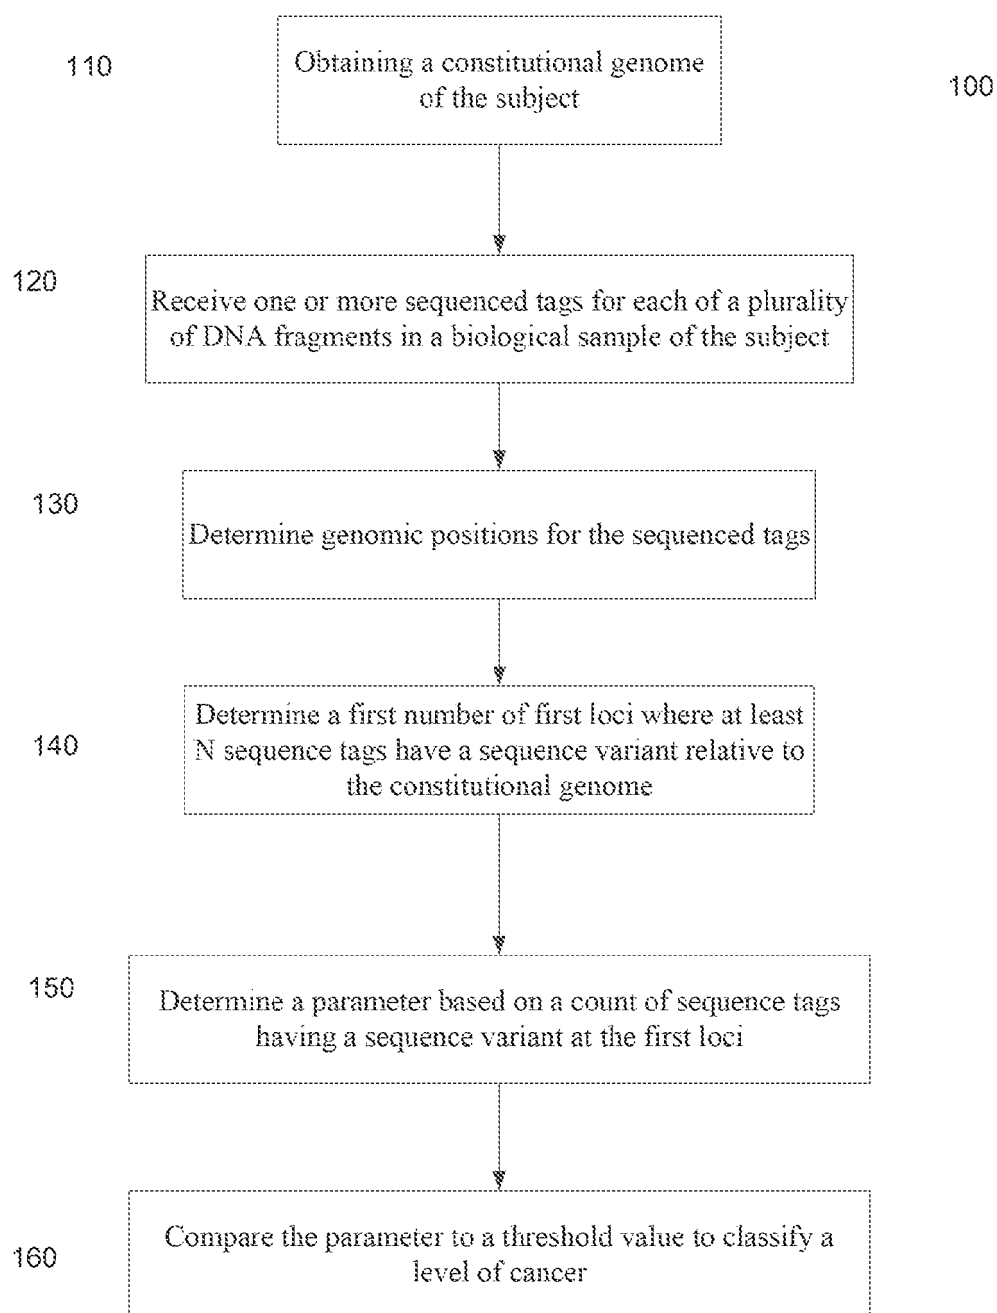 110
Obtaining a constitutional genome
of the subject
100
120
Receive one or more sequenced tags for each of a plurality
of DNA fragments in a biological sample of the subject
130
Determine genomic positions for the sequenced tags
140
Determine a first number of first loci where at least
N sequence tags have a sequence variant relative to
the constitutional genome
150
Determine a parameter based on a count of sequence tags
having a sequence variant at the first loci
160
Compare the parameter to a threshold value to classify a
level of cancer